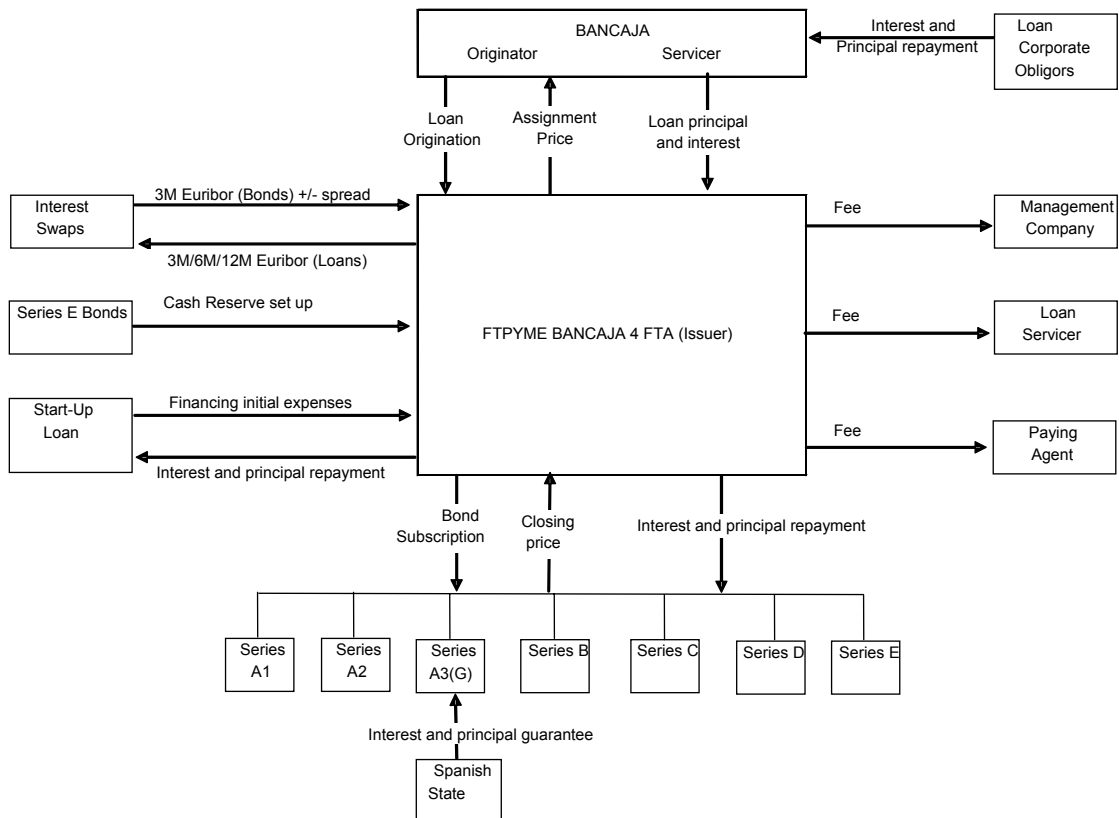 BANCAJA
Originator
Servicer
Interest and
Principal repayment
Loan
Corporate
Obligors
Loan
Origination
Assignment
Price
Loan principal
and interest
Interest
Swaps
3M Euribor (Bonds) +/- spread
3M/6M/12M Euribor (Loans)
Fee
Management
Company
Series E Bonds
Cash Reserve set up
FTPYME BANCAJA 4 FTA (Issuer)
Fee
Loan
Servicer
Start-Up
Loan
Financing initial expenses
Interest and principal repayment
Fee
Paying
Agent
Bond
Subscription
Closing
price
Interest and principal repayment
Series
A1
Series
A2
Series
A3(G)
Series B
Series C
Series D
Series E
Interest and principal guarantee
Spanish
State